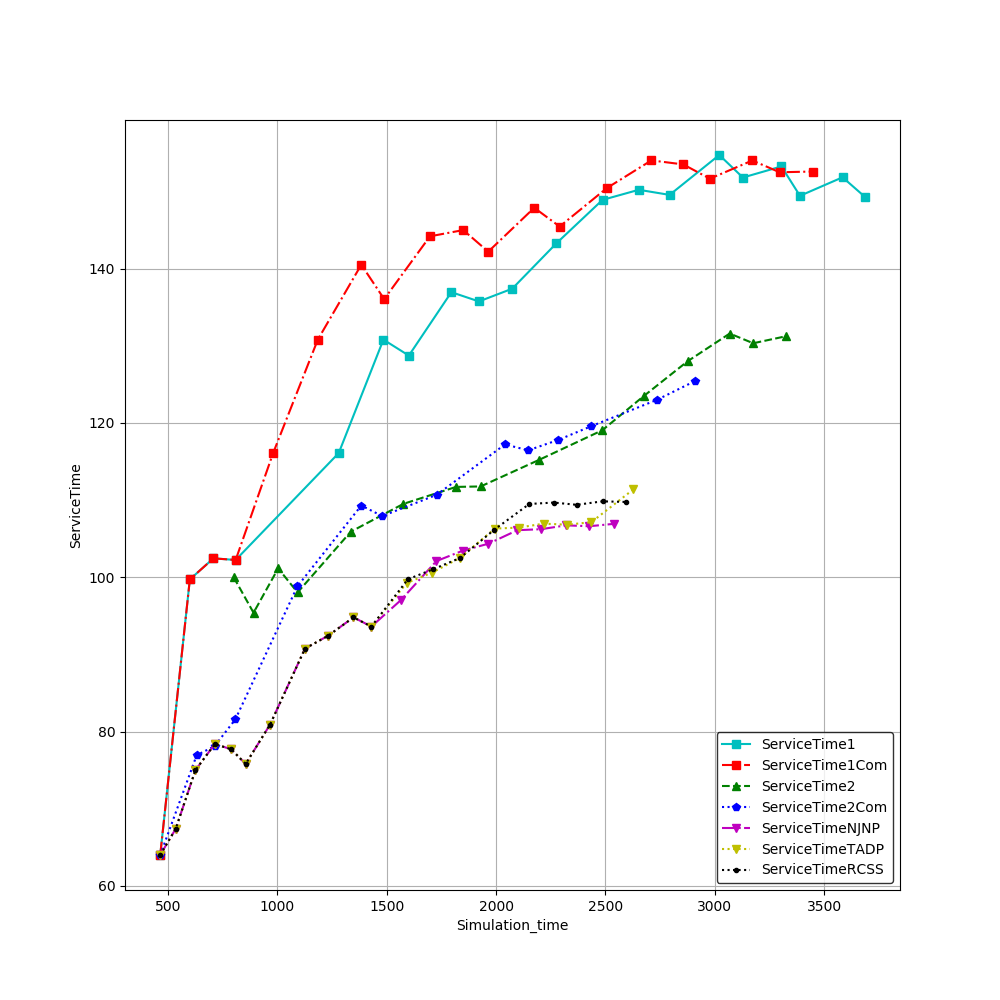 140
120
100
80
60
ServiceTime
500 1000 1500 2000 2500 3000 3500
Simulation_time
ServiceTime1
ServiceTime1Com
ServiceTime2
ServiceTime2Com
ServiceTimeNJNP
ServiceTimeTADP
ServiceTimeRCSS